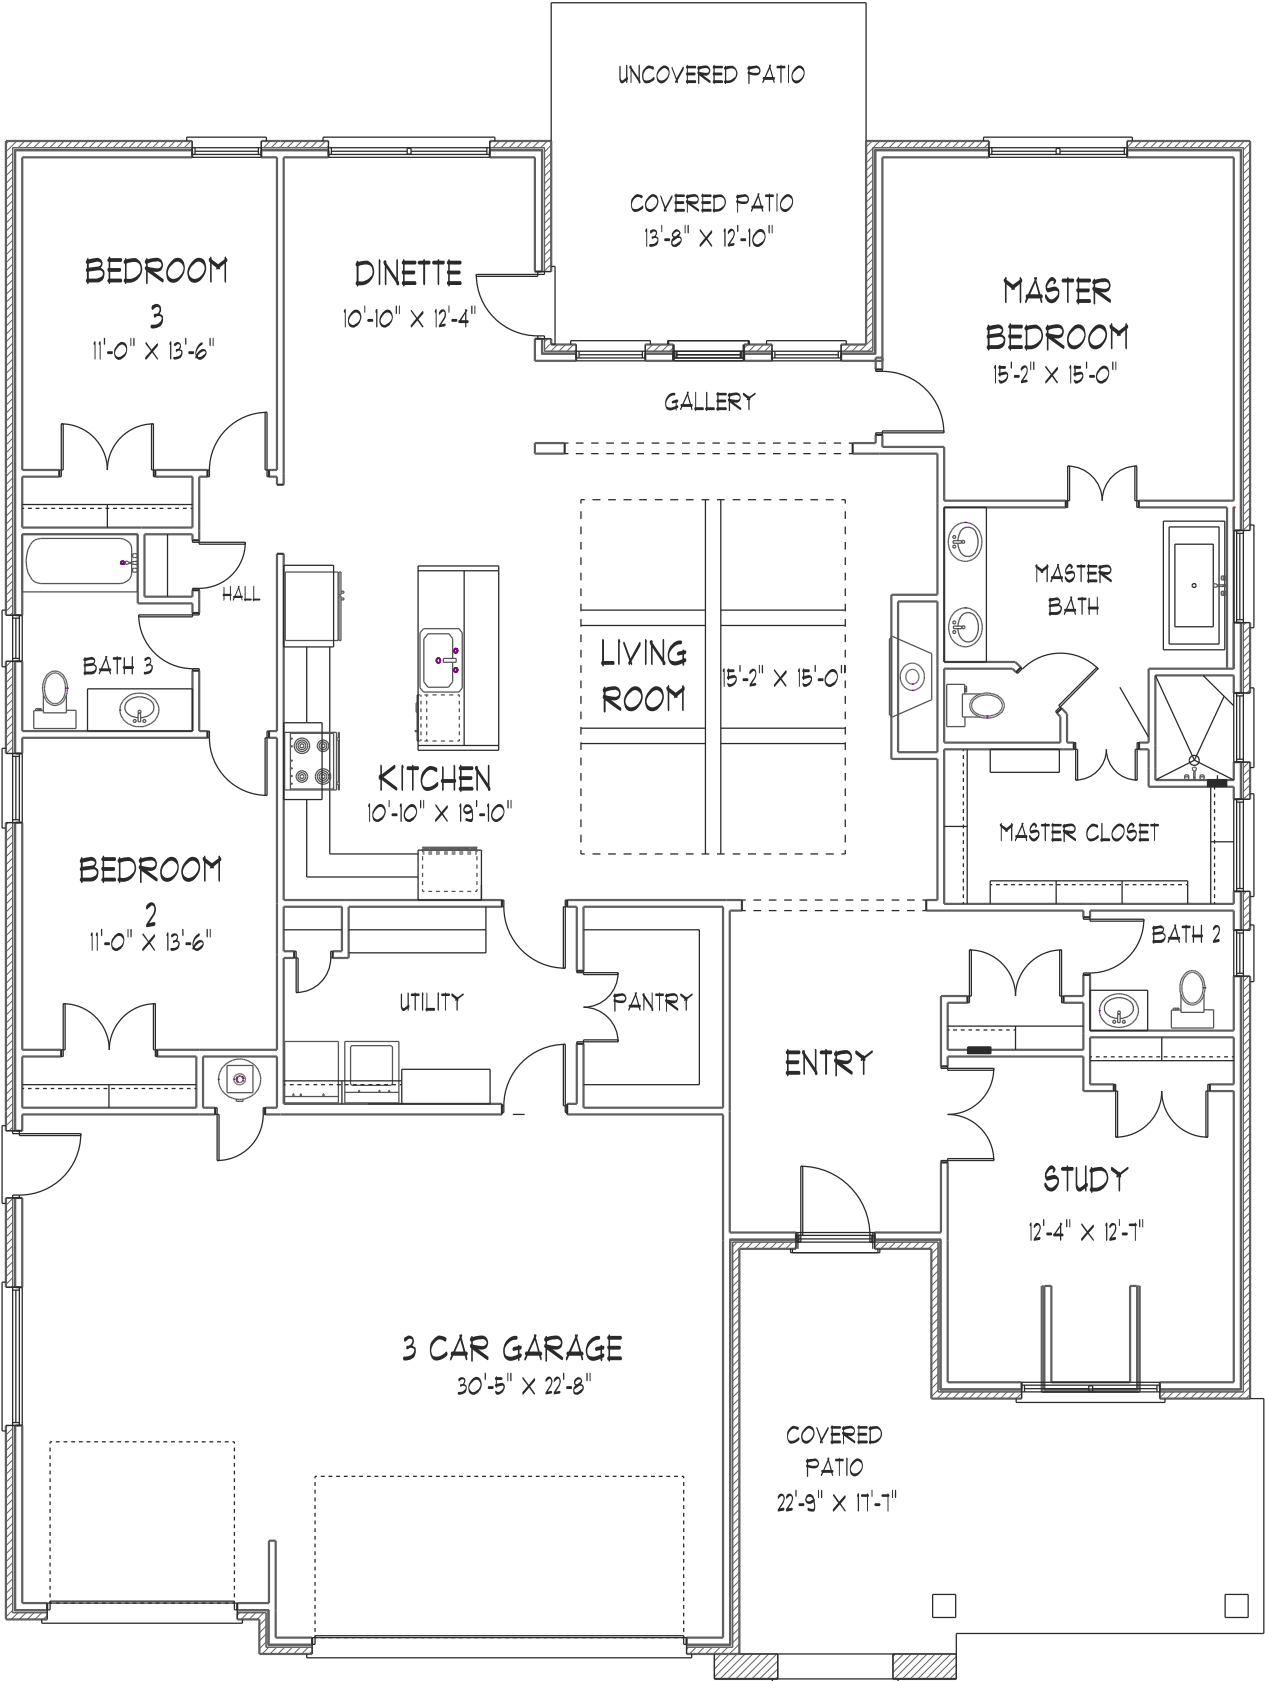 UNCOVERED PATIO
COVERED PATIO
13'-8" X 12'-10"
BEDROOM
3
11'-0" X 13'-6"
DINETTE
10'-10" X 12'-4"
MASTER
BEDROOM
15'-2" X 15'-0"
GALLERY
HALL
MASTER
BATH
BATH 3
LIVING
ROOM
15'-2" X 15'-0"
KITCHEN
10'-10" X 19'-10"
MASTER CLOSET
BEDROOM
2
11'-0" X 13'-6"
BATH 2
UTILITY
PANTRY
ENTRY
STUDY
12'-4" X 12'-7"
3 CAR GARAGE
30'-5" X 22'-8"
COVERED
PATIO
22'-9" X 17'-7"